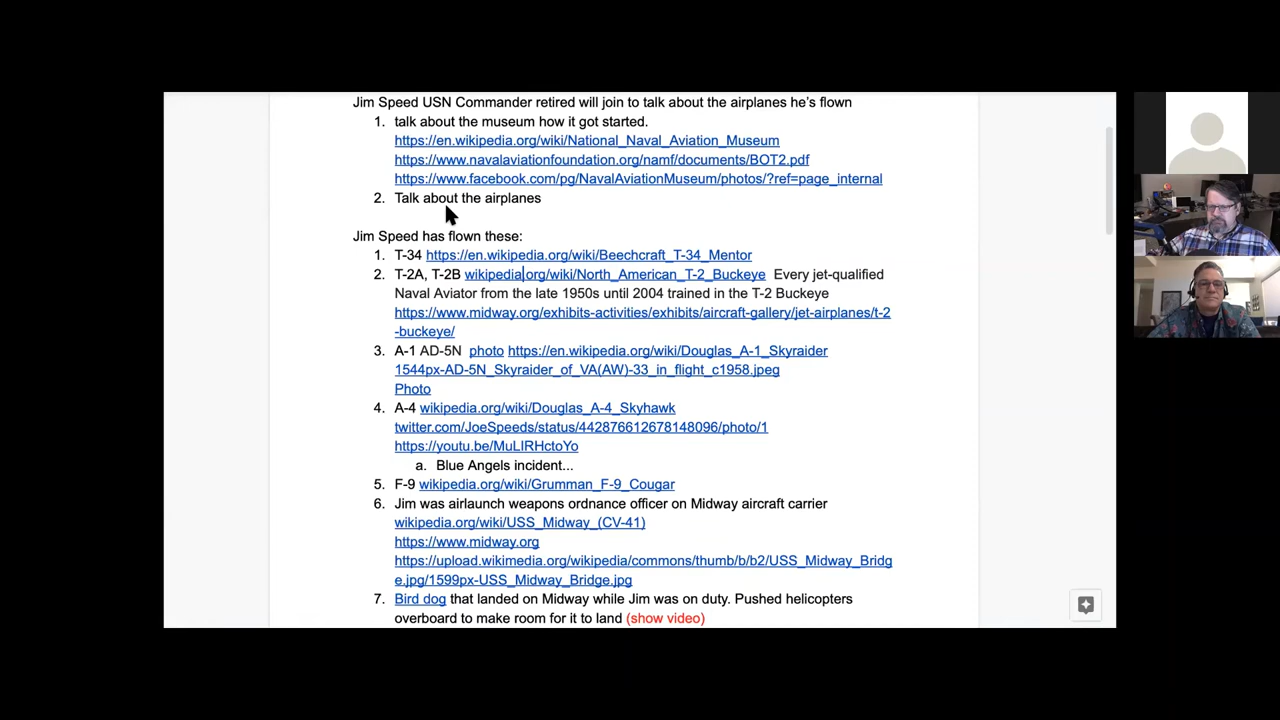 Jim Speed USN Commander retired will join to talk about the airplanes he's flown
1. talk about the museum how it got started.
https://en.wikipedia.org/wiki/National_Naval_Aviation_Museum
https://www.navalaviationfoundation.org/namf/documents/BOT2.pdf
https://www.facebook.com/pg/NavalAviationMuseum/photos/?ref=page_internal
2. Talk about the airplanes
Jim Speed has flown these:
1. T-34 https://en.wikipedia.org/wiki/Beechcraft_T-34_Mentor
2. T-2A, T-2B wikipedia.org/wiki/North_American_T-2_Buckeye Every jet-qualified
Naval Aviator from the late 1950s until 2004 trained in the T-2 Buckeye
https://www.midway.org/exhibits-activities/exhibits/aircraft-gallery/jet-airplanes/t-2
-buckeye/
3. A-1 AD-5N photo https://en.wikipedia.org/wiki/Douglas_A-1_Skyraider
1544px-AD-5N_Skyraider_of_VA(AW)-33_in_flight_c1958.jpeg
Photo
4. A-4 wikipedia.org/wiki/Douglas_A-4_Skyhawk
twitter.com/JoeSpeeds/status/442876612678148096/photo/1
https://youtu.be/MuLIRHctoYo
a. Blue Angels incident...
5. F-9 wikipedia.org/wiki/Grumman_F-9_Cougar
6. Jim was airlaunch weapons ordnance officer on Midway aircraft carrier
wikipedia.org/wiki/USS_Midway_(CV-41)
https://www.midway.org
https://upload.wikimedia.org/wikipedia/commons/thumb/b/b2/USS_Midway_Bridg
e.jpg/1599px-USS_Midway_Bridge.jpg
7. Bird dog that landed on Midway while Jim was on duty. Pushed helicopters
overboard to make room for it to land (show video)